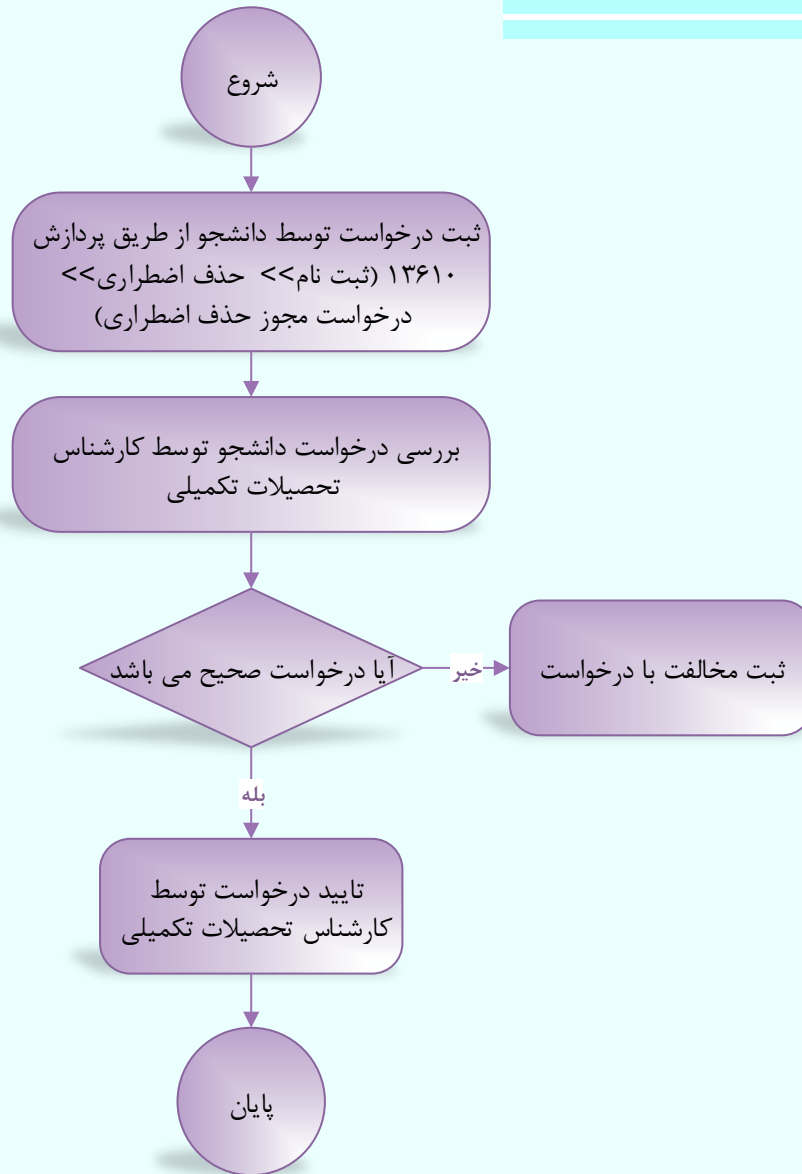 شروع
ثبت درخواست توسط دانشجو از طریق پردازش
۱۳۶۱۰ (ثبت نام>> حذف اضطراری>>
درخواست مجوز حذف اضطراری)
بررسی درخواست دانشجو توسط کارشناس
تحصیلات تکمیلی
آیا درخواست صحیح می باشد
خیر
ثبت مخالفت با درخواست
بله
تایید درخواست توسط
کارشناس تحصیلات تکمیلی
پایان